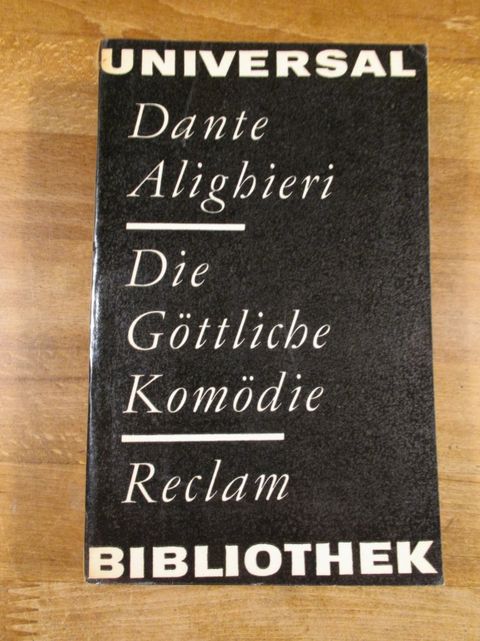 UNIVERSAL
Dante
Alighieri
Die
Göttliche
Komödie
Reclam
BIBLIOTHEK